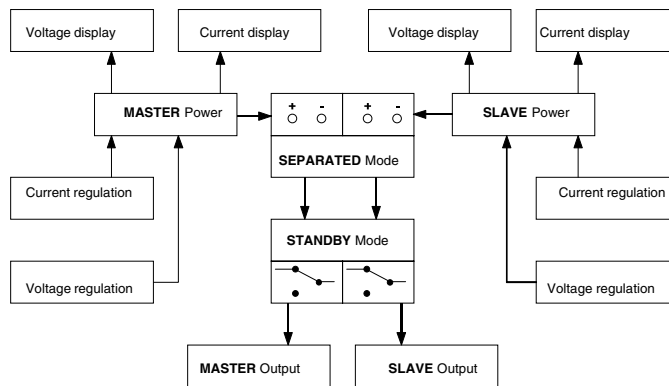 Voltage display
Current display
Voltage display
Current display
MASTER Power
+ -
+ -
SLAVE Power
SEPARATED Mode
Current regulation
Current regulation
STANDBY Mode
Voltage regulation
Voltage regulation
MASTER Output
SLAVE Output